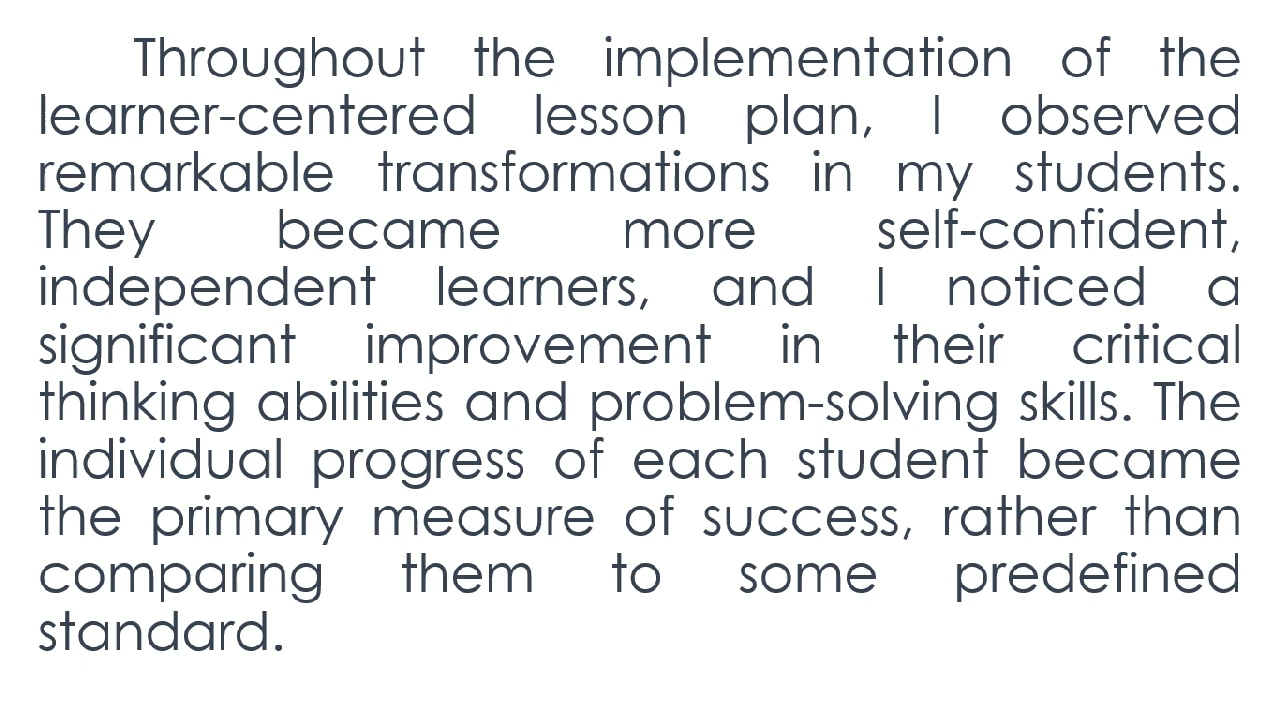 Throughout the implementation of the
learner-centered lesson plan, I observed
remarkable transformations in my students.
They became more self-confident,
independent learners, and I noticed a
significant improvement in their critical
thinking abilities and problem-solving skills. The
individual progress of each student became
the primary measure of success, rather than
comparing them to some predefined
standard.